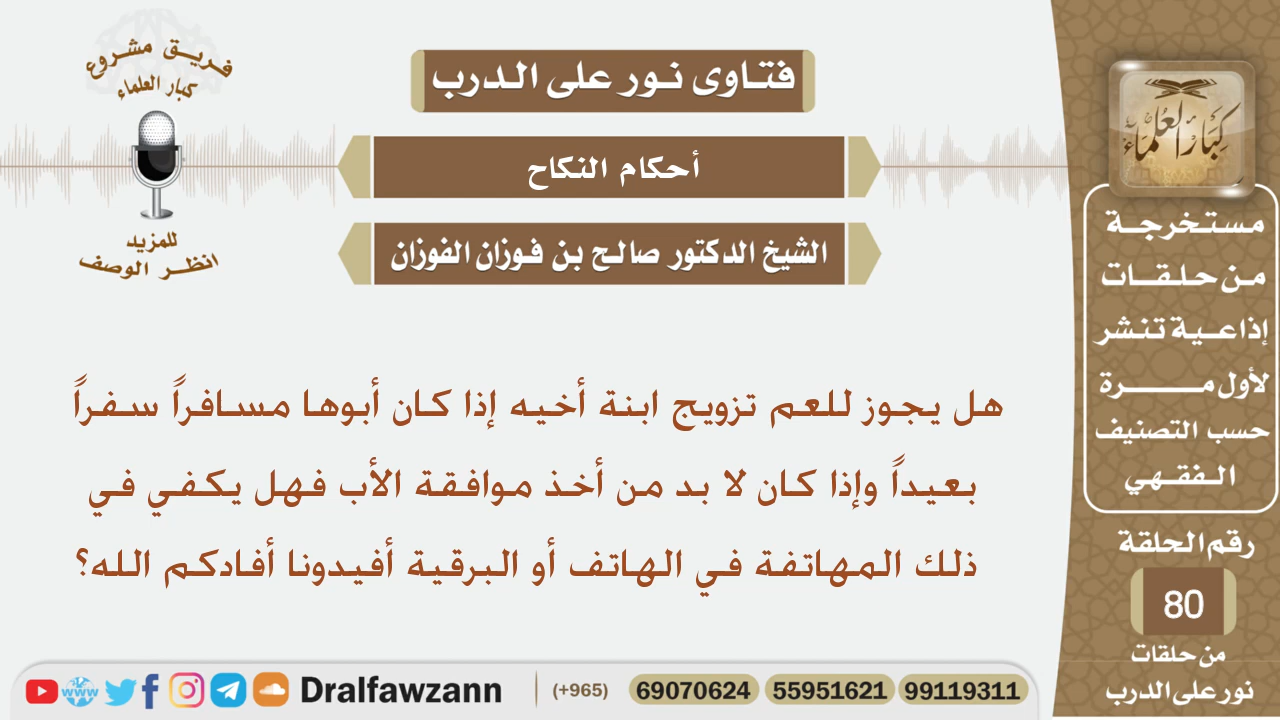 فتاوى نور على الدرب
أحكام النكاح
الشيخ الدكتور صالح بن فوزان الفوزان
هل يجوز للعم تزويج ابنة أخيه إذا كان أبوها مسافراً سفراً
بعيداً وإذا كان لا بد من أخذ موافقة الأب فهل يكفي في
ذلك المهاتفة في الهاتف أو البرقية أفيدونا أفادكم الله؟
كبار العلماء
مستخرجة
من حلقات
إذاعية تنشر
لأول مرة
حسب التصنيف
الفقهي
رقم الحلقة
80
من حلقات
نور على الدرب
فريق مشروع
كبار العلماء
للمزيد
انظر الوصف
www
Dralfawzann
(+965) 69070624 55951621 99119311